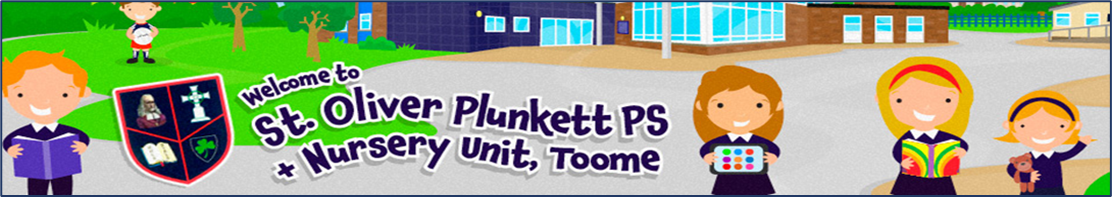 Welcome to
St. Oliver Plunkett PS
+ Nursery Unit, Toome